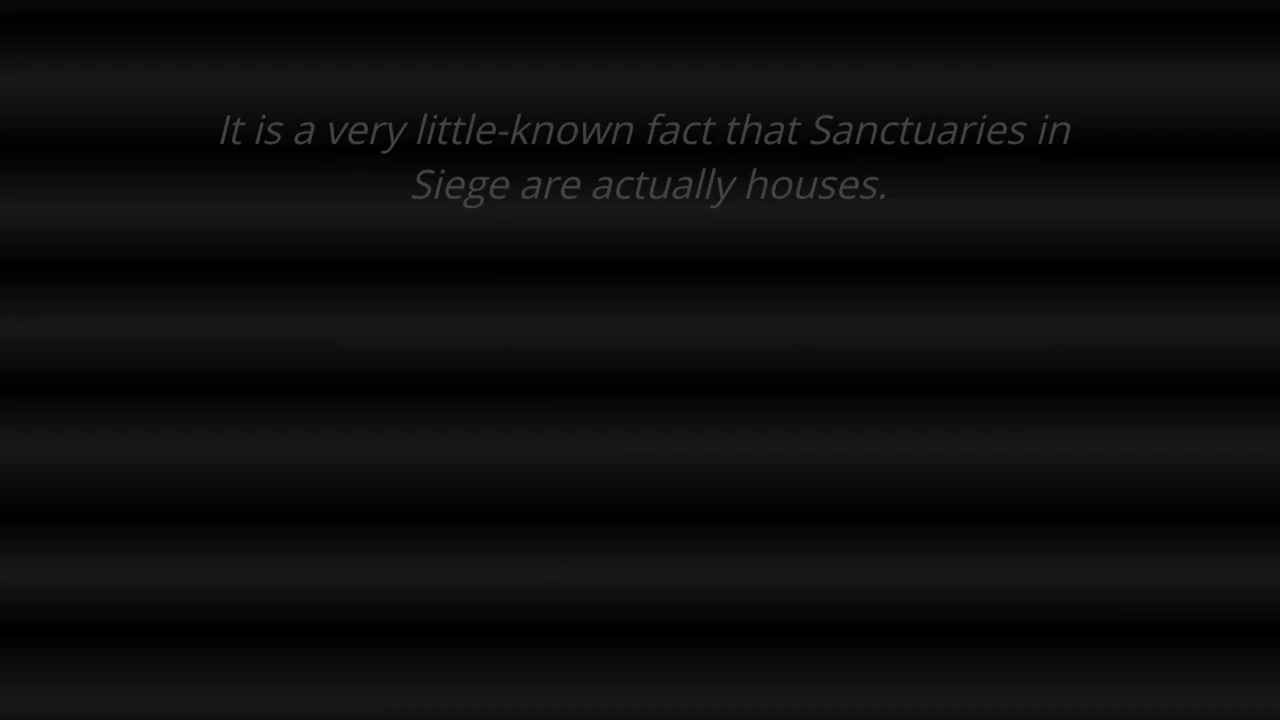 It is a very little-known fact that Sanctuaries in
Siege are actually houses.